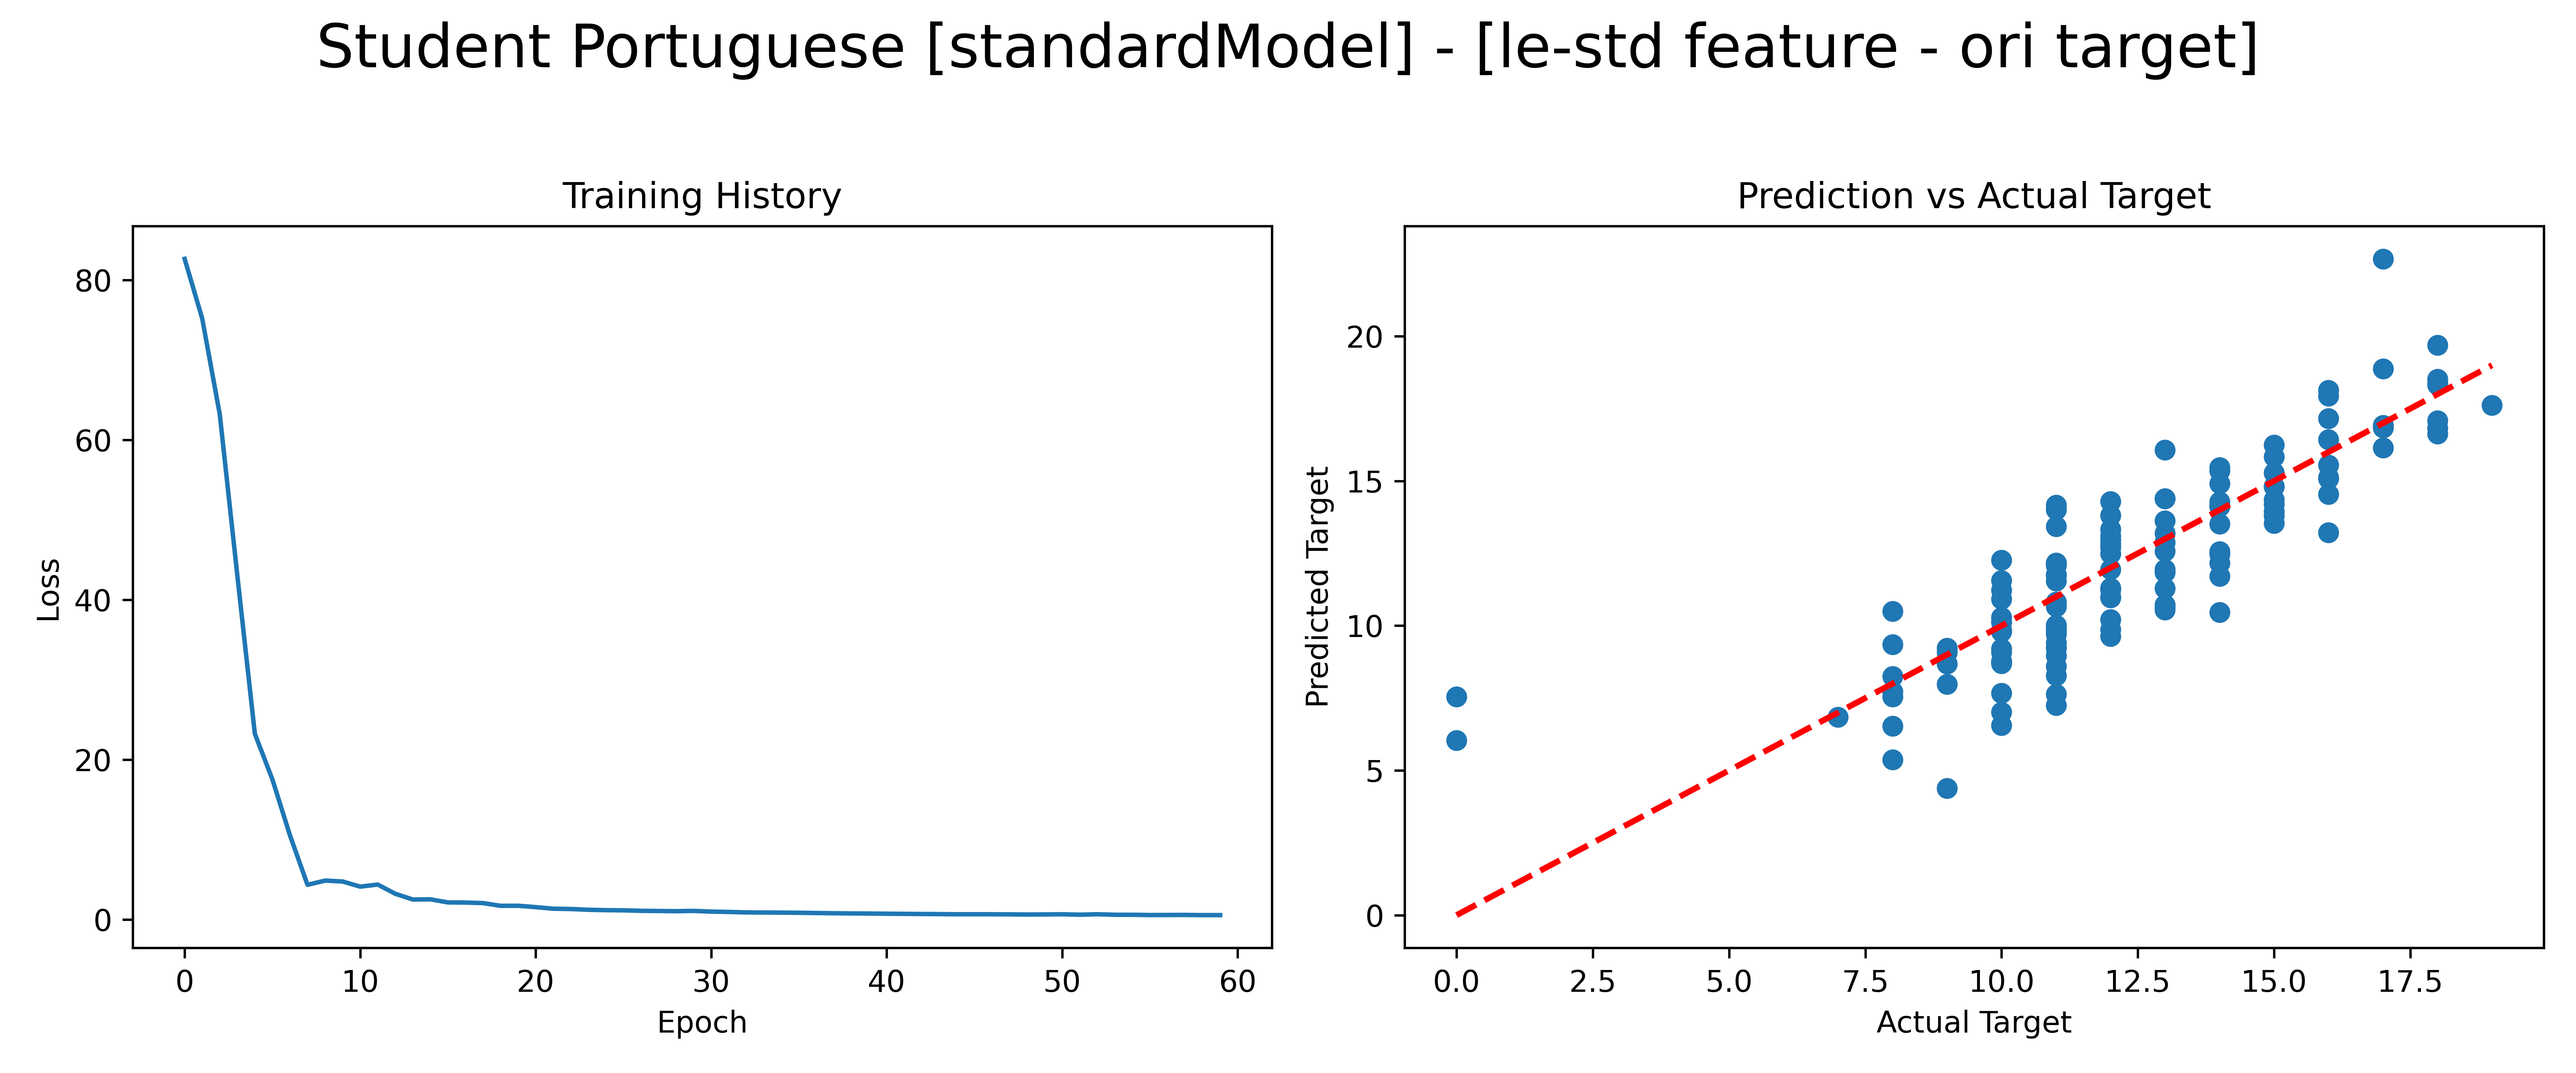 Student Portuguese [standardModel] - [le-std feature - ori target]
Training History
80
60
40
20
0
Loss
0 10 20 30 40 50 60
Epoch
Prediction vs Actual Target
20
15
10
5
0
Predicted Target
0.0 2.5 5.0 7.5 10.0 12.5 15.0 17.5
Actual Target